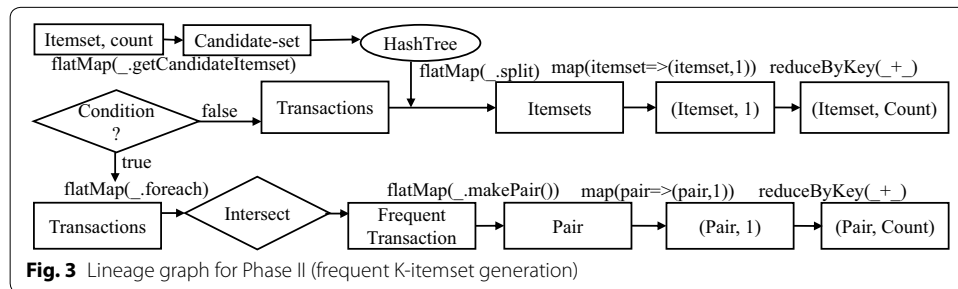 Itemset, count
Candidate-set
HashTree
flatMap(_.getCandidateItemset)
flatMap(_.split)
map(itemset=>(itemset,1))
reduceByKey(_+_)
Condition
?
false
Transactions
Itemsets
(Itemset, 1)
(Itemset, Count)
true
flatMap(_.foreach)
flatMap(_.makePair())
map(pair=>(pair,1))
reduceByKey(_+_)
Transactions
Intersect
Frequent
Transaction
Pair
(Pair, 1)
(Pair, Count)
Fig. 3 Lineage graph for Phase II (frequent K-itemset generation)